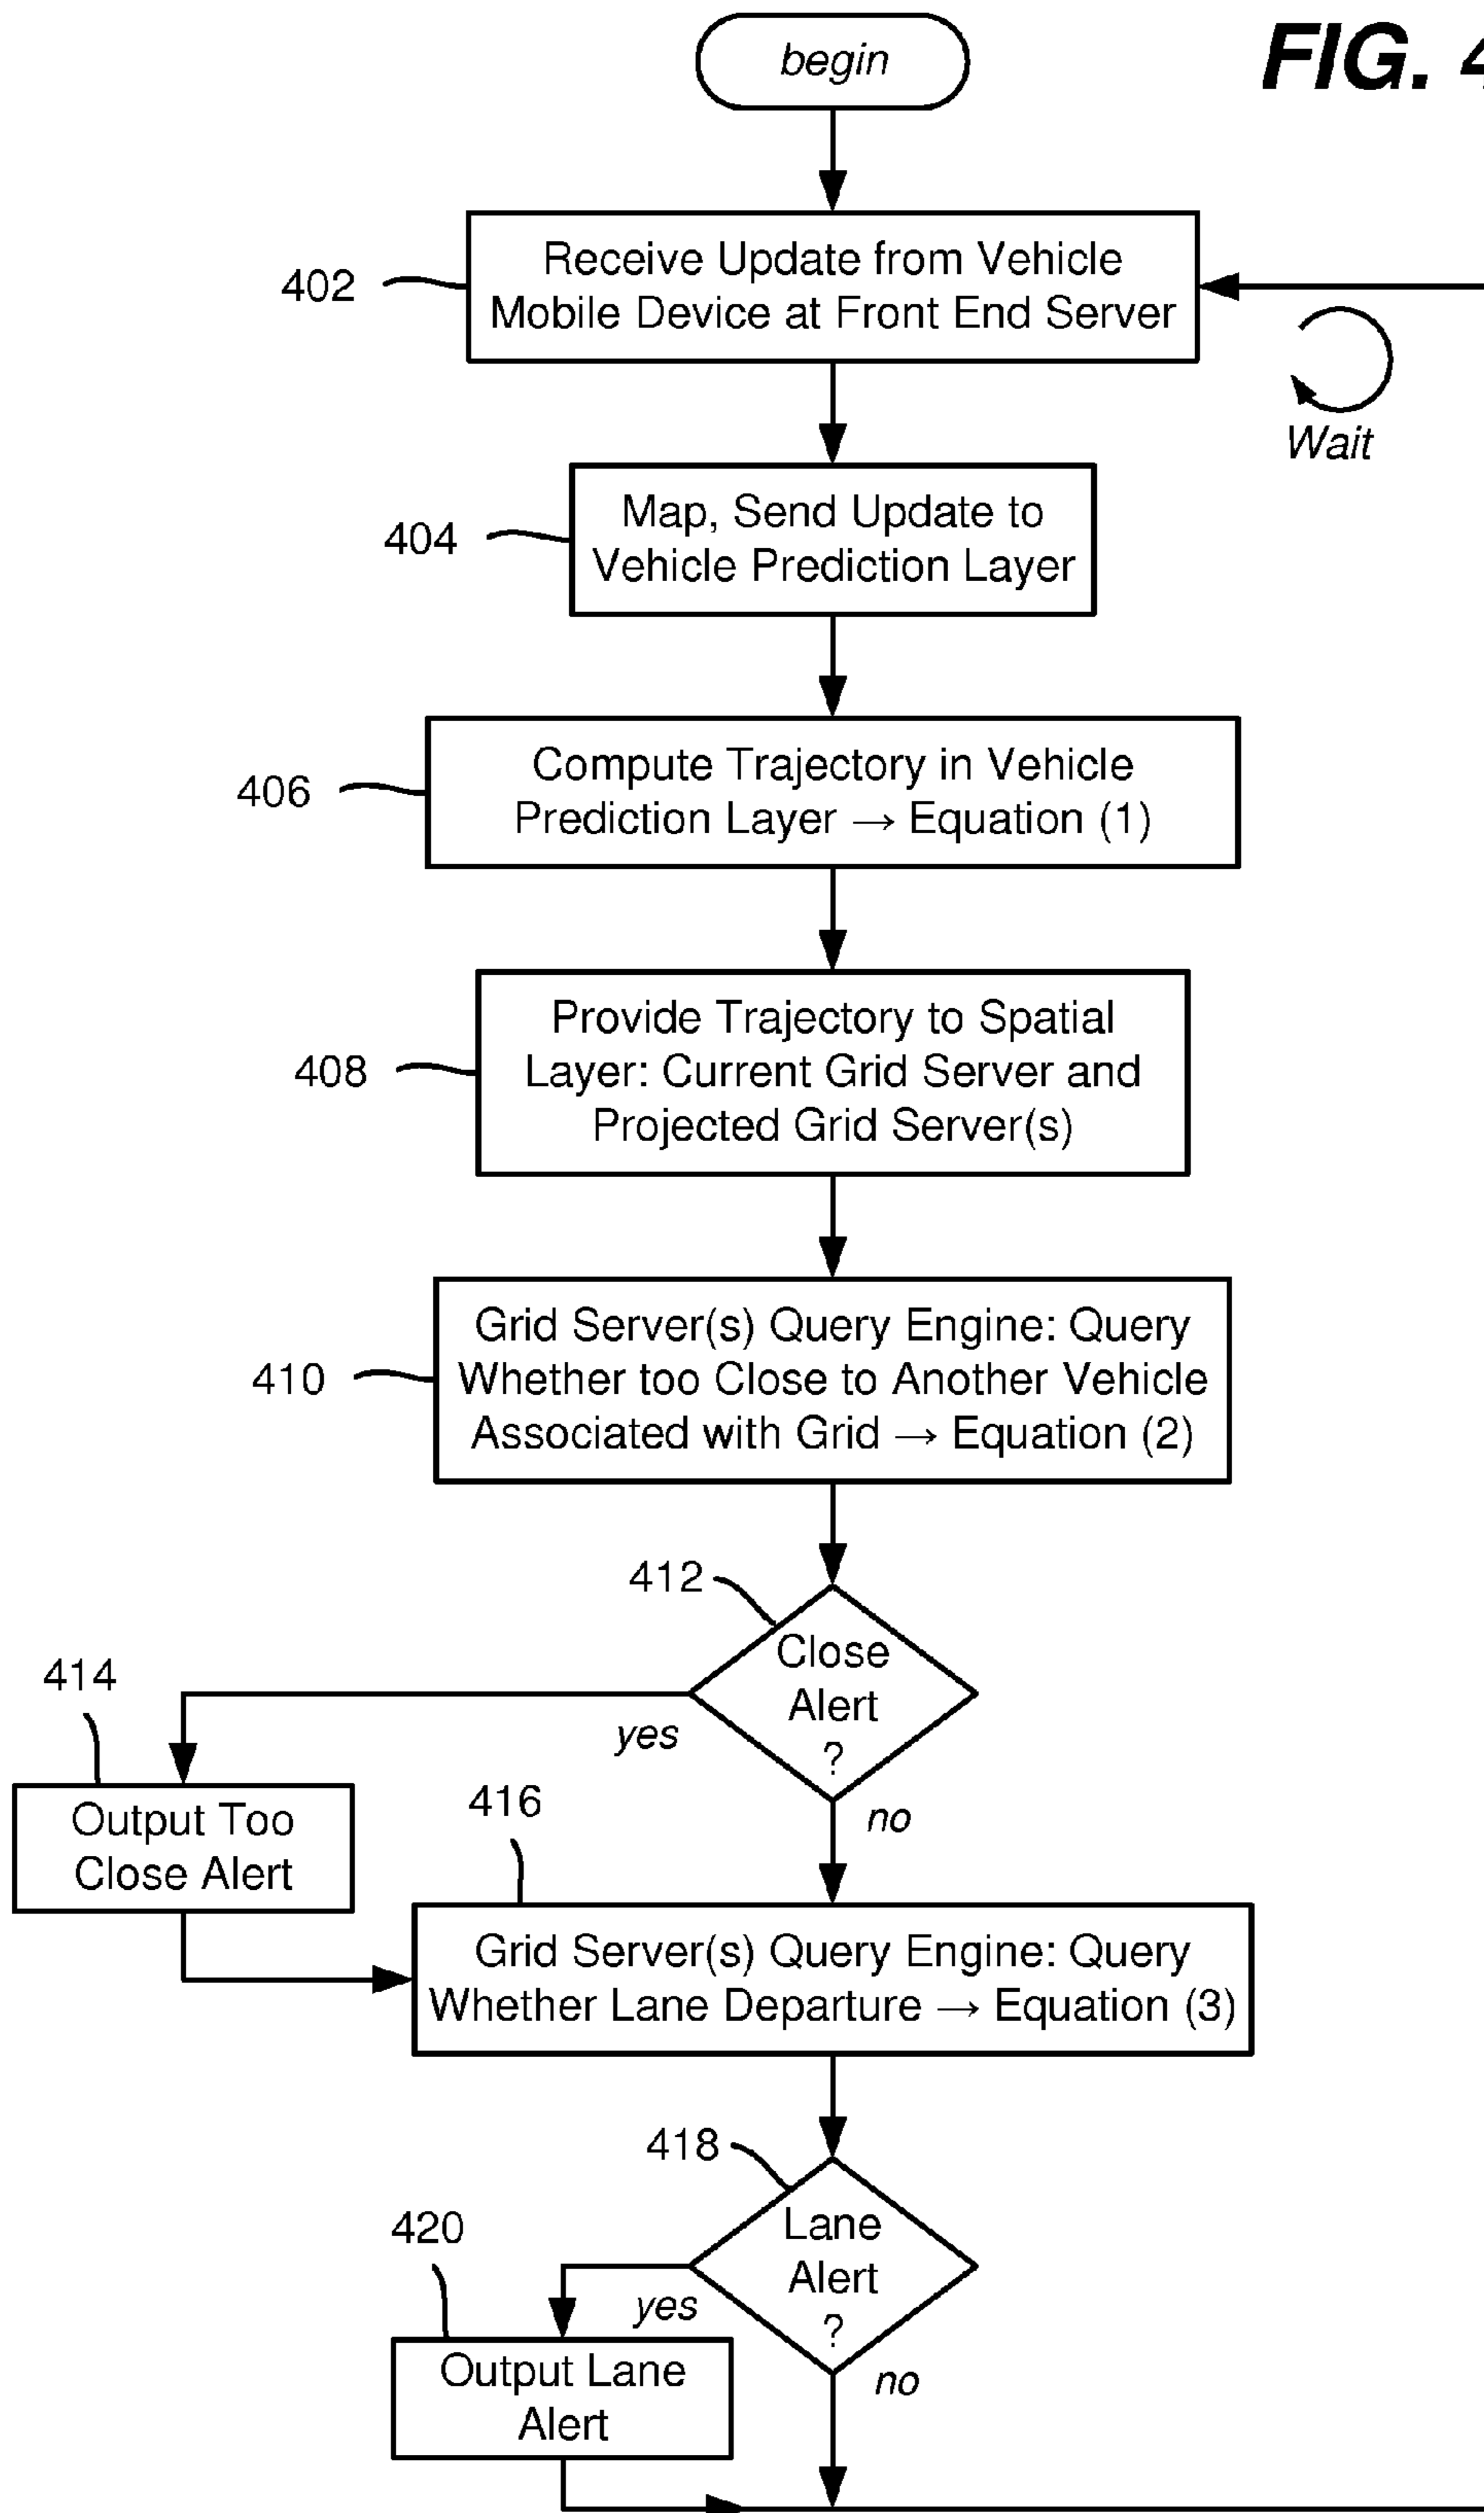 begin
FIG. 4
402
Receive Update from Vehicle
Mobile Device at Front End Server
Wait
404
Map, Send Update to
Vehicle Prediction Layer
406
Compute Trajectory in Vehicle
Prediction Layer → Equation (1)
408
Provide Trajectory to Spatial
Layer: Current Grid Server and
Projected Grid Server(s)
410
Grid Server(s) Query Engine: Query
Whether too Close to Another Vehicle
Associated with Grid → Equation (2)
412
Close
Alert
?
yes
no
414
Output Too
Close Alert
416
Grid Server(s) Query Engine: Query
Whether Lane Departure → Equation (3)
418
Lane
Alert
?
yes
no
420
Output Lane
Alert